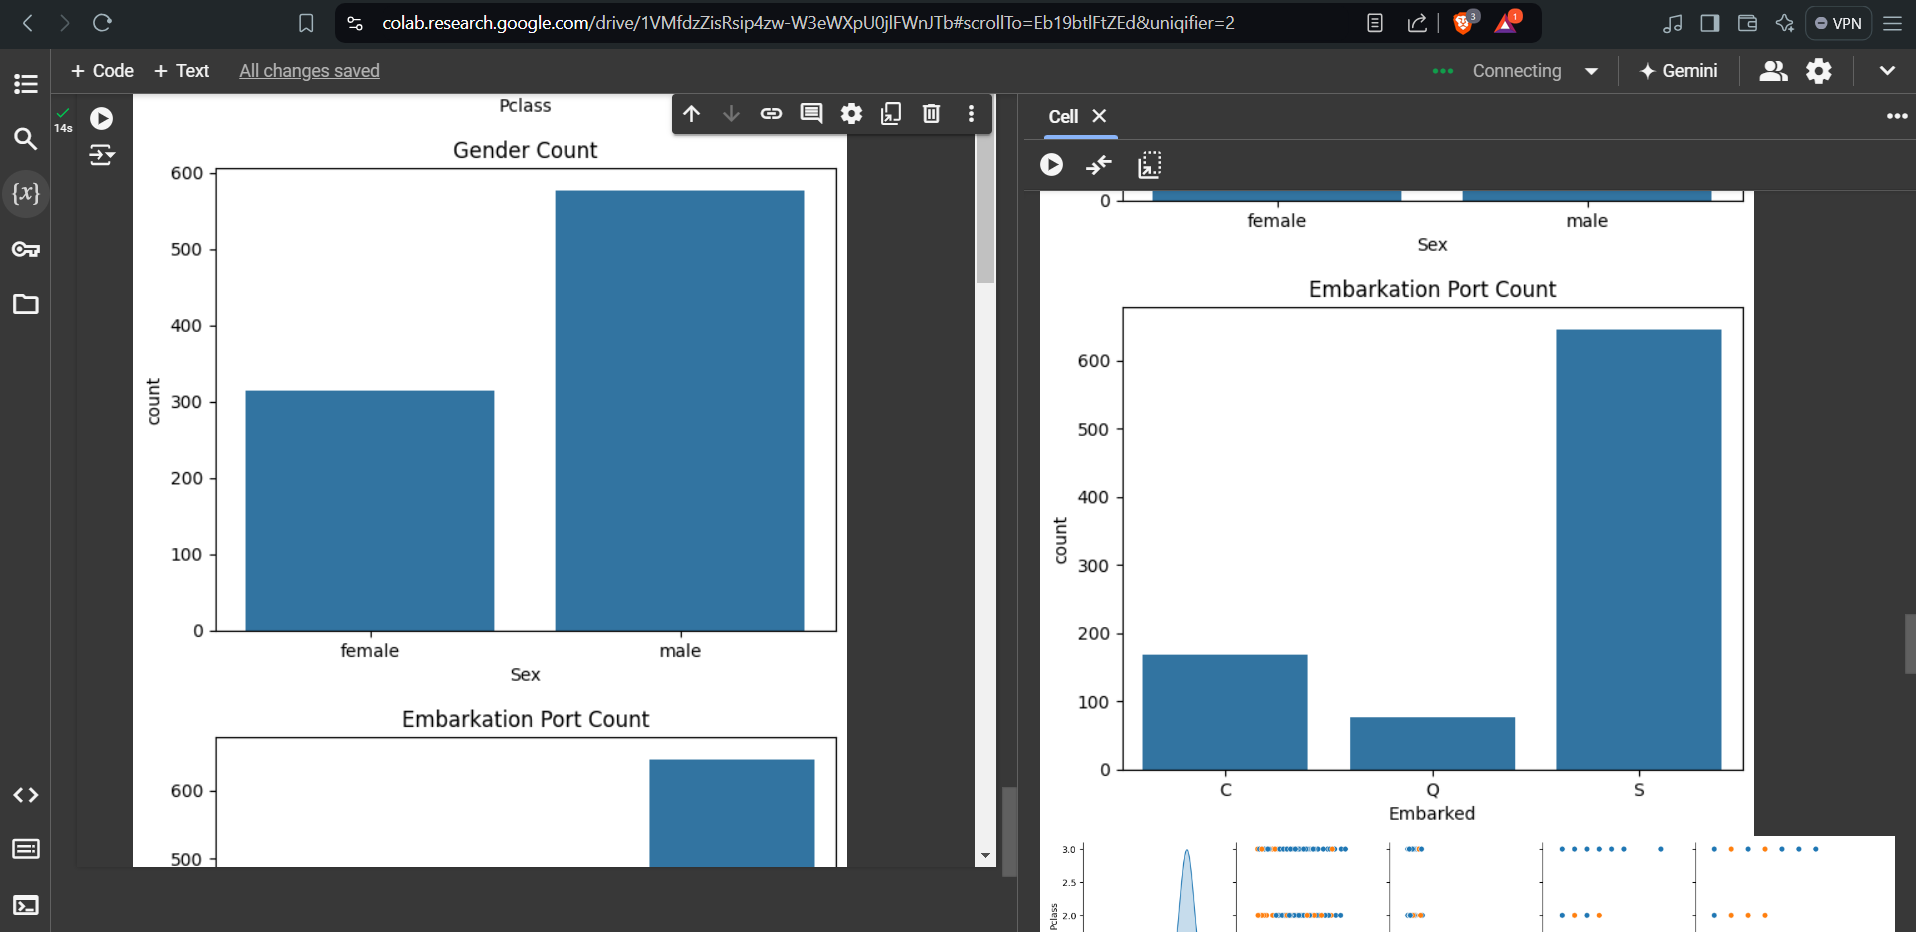 colab.research.google.com/drive/1VMfdzZisRsip4zw-W3eWXpU0jlFWnJTb#scrollTo=Eb19btlFtZEd&uniqifier=2
3
1
VPN
+ Code + Text All changes saved
Connecting
Gemini
14s
{x}
Pclass
Gender Count
600
500
400
300
200
100
0
count
female male
Sex
Embarkation Port Count
600
500
Cell
0
female male
Sex
Embarkation Port Count
600
500
400
300
200
100
0
count
C Q S
Embarked
3.0
2.5
2.0
Pclass